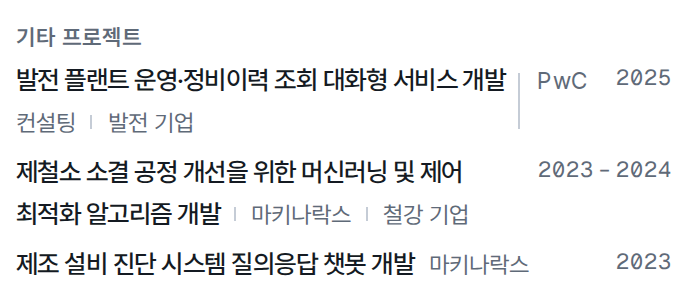 기타 프로젝트
발전 플랜트 운영·정비이력 조회 대화형 서비스 개발 PwC 2025
컨설팅 | 발전 기업
제철소 소결 공정 개선을 위한 머신러닝 및 제어 2023 – 2024
최적화 알고리즘 개발 | 마키나락스 | 철강 기업
제조 설비 진단 시스템 질의응답 챗봇 개발 마키나락스 2023